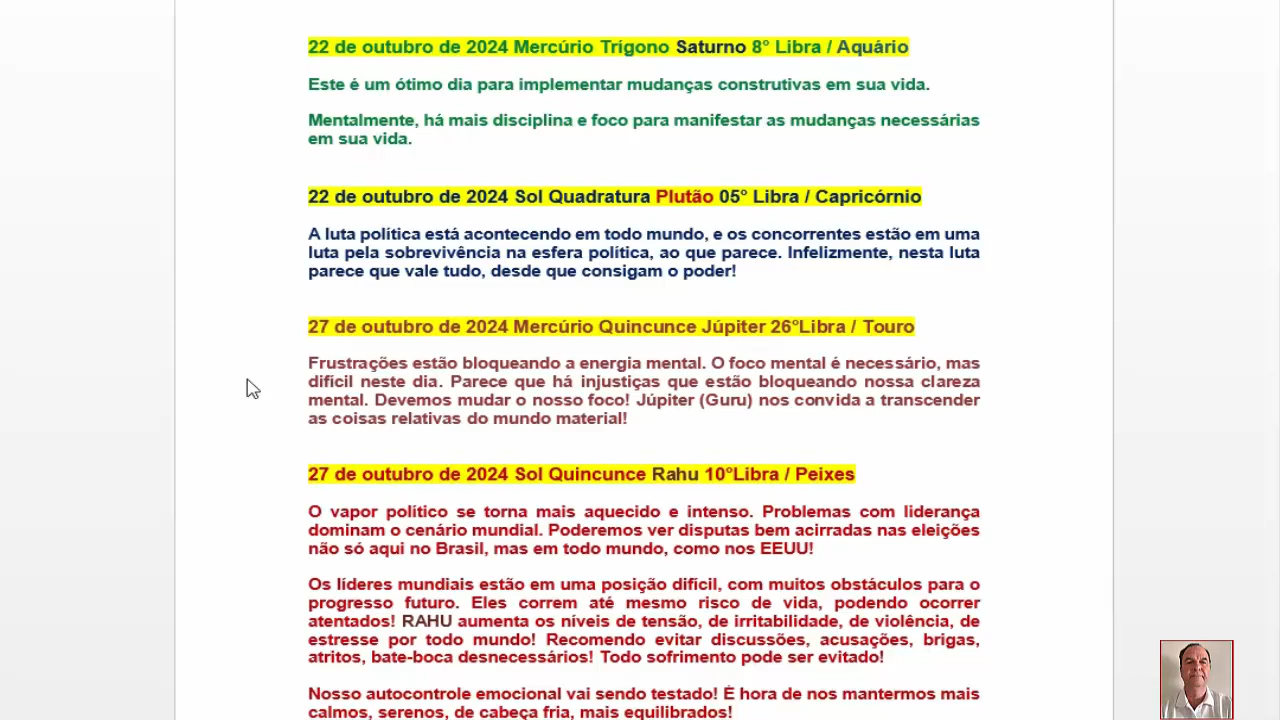 22 de outubro de 2024 Mercúrio Trígono Saturno 8° Libra / Aquário
Este é um ótimo dia para implementar mudanças construtivas em sua vida.
Mentalmente, há mais disciplina e foco para manifestar as mudanças necessárias
em sua vida.
22 de outubro de 2024 Sol Quadratura Plutão 05° Libra / Capricórnio
A luta política está acontecendo em todo mundo, e os concorrentes estão em uma
luta pela sobrevivência na esfera política, ao que parece. Infelizmente, nesta luta
parece que vale tudo, desde que consigam o poder!
27 de outubro de 2024 Mercúrio Quincunce Júpiter 26°Libra / Touro
Frustrações estão bloqueando a energia mental. O foco mental é necessário, mas
difícil neste dia. Parece que há injustiças que estão bloqueando nossa clareza
mental. Devemos mudar o nosso foco! Júpiter (Guru) nos convida a transcender
as coisas relativas do mundo material!
27 de outubro de 2024 Sol Quincunce Rahu 10°Libra / Peixes
O vapor político se torna mais aquecido e intenso. Problemas com liderança
dominam o cenário mundial. Poderemos ver disputas bem acirradas nas eleições
não só aqui no Brasil, mas em todo mundo, como nos EEUU!
Os líderes mundiais estão em uma posição difícil, com muitos obstáculos para o
progresso futuro. Eles correm até mesmo risco de vida, podendo ocorrer
atentados! RAHU aumenta os níveis de tensão, de irritabilidade, de violência, de
estresse por todo mundo! Recomendo evitar discussões, acusações, brigas,
atritos, bate-boca desnecessários! Todo sofrimento pode ser evitado!
Nosso autocontrole emocional vai sendo testado! É hora de nos mantermos mais
calmos, serenos, de cabeça fria, mais equilibrados!